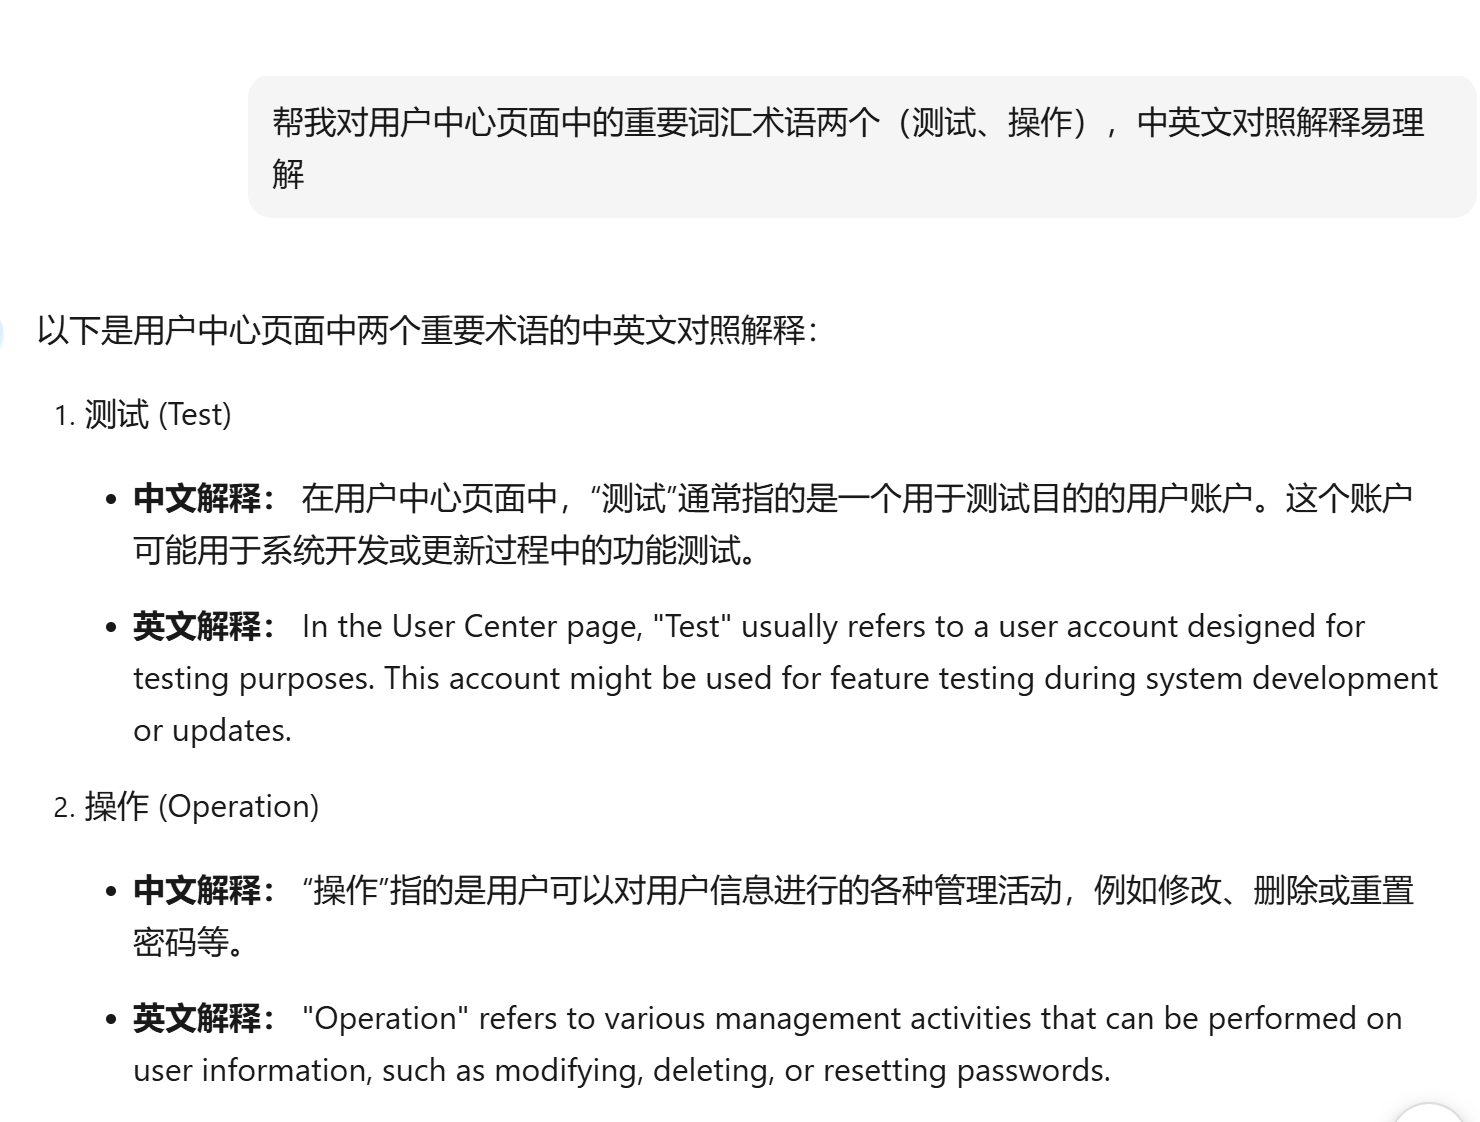 帮我对用户中心页面中的重要词汇术语两个（测试、操作），中英文对照解释易理
解
以下是用户中心页面中两个重要术语的中英文对照解释：
1. 测试 (Test)
• 中文解释： 在用户中心页面中，“测试”通常指的是一个用于测试目的的用户账户。这个账户
可能用于系统开发或更新过程中的功能测试。
• 英文解释： In the User Center page, "Test" usually refers to a user account designed for
testing purposes. This account might be used for feature testing during system development
or updates.
2. 操作 (Operation)
• 中文解释： “操作”指的是用户可以对用户信息进行的各种管理活动，例如修改、删除或重置
密码等。
• 英文解释： "Operation" refers to various management activities that can be performed on
user information, such as modifying, deleting, or resetting passwords.